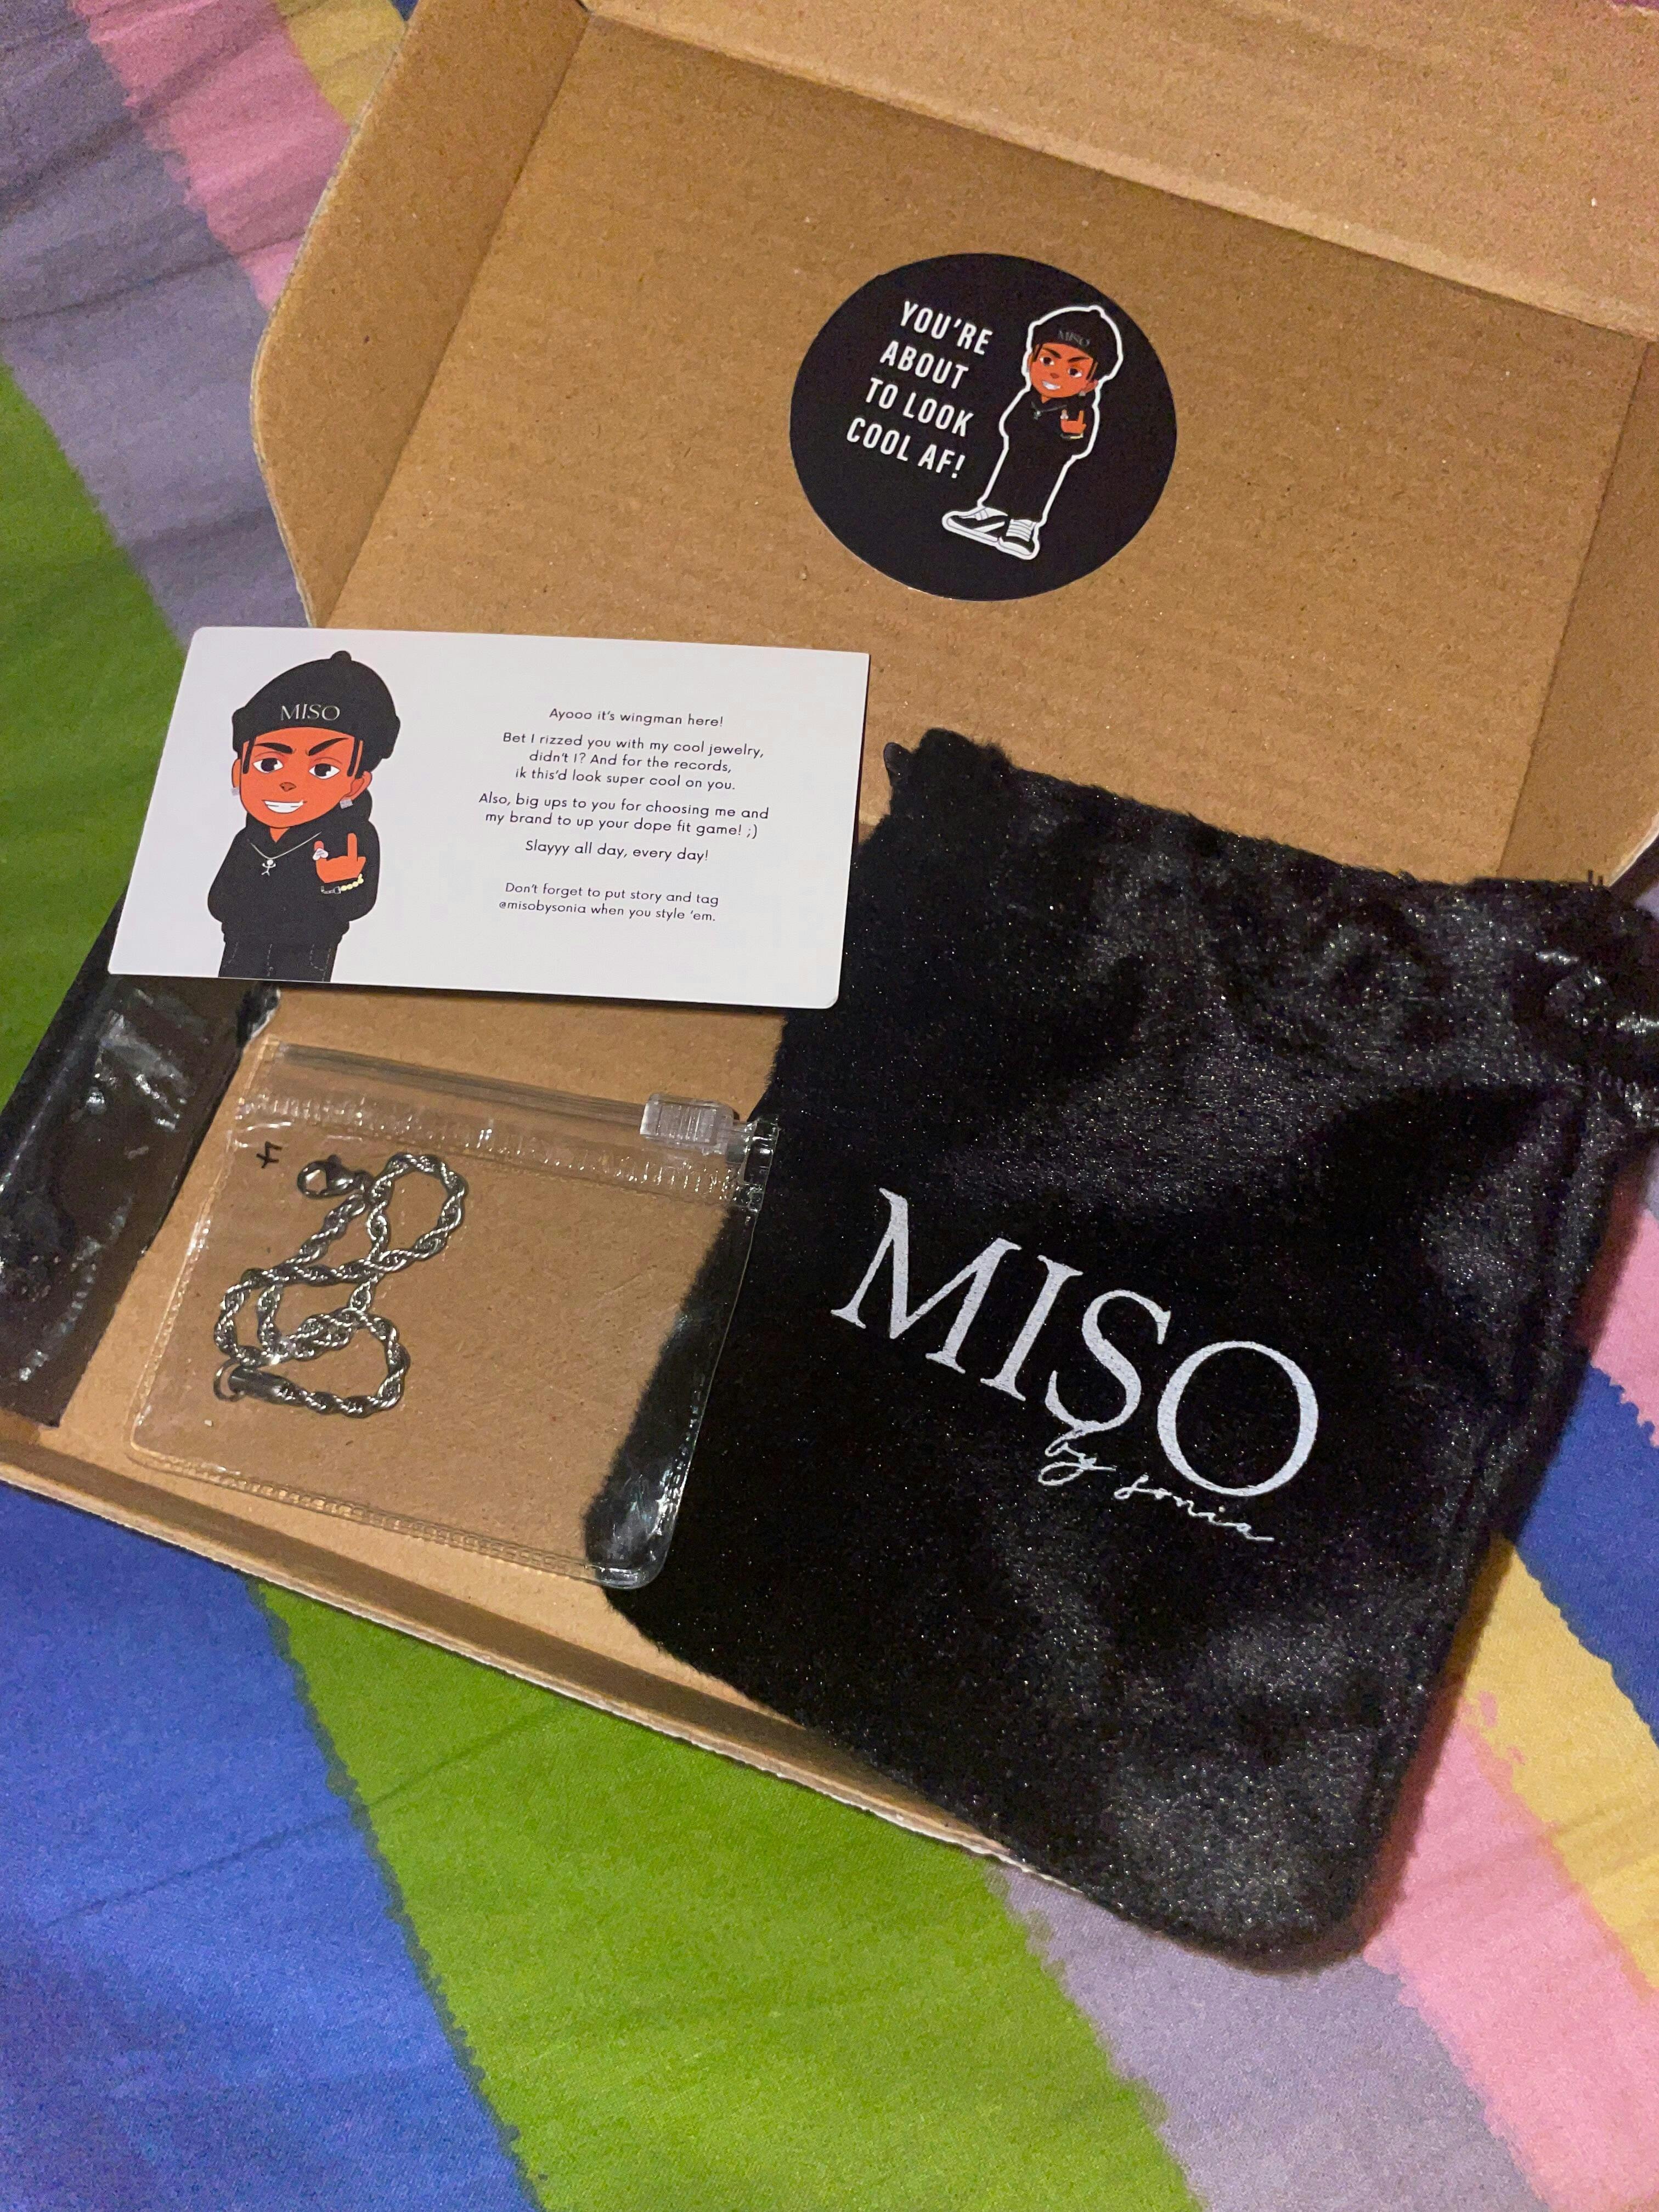 YOU'RE
ABOUT
TO LOOK
COOL AF!
MISO
MISO
Ayooo it's wingman here!
Bet I rizzed you with my cool jewelry,
didn't I? And for the records,
ik this'd look super cool on you.
Also, big ups to you for choosing me and
my brand to up your dope fit game! ;)
Slayyy all day, every day!
Don't forget to put story and tag
@misobysonia when you style 'em.
MISO
by sonia